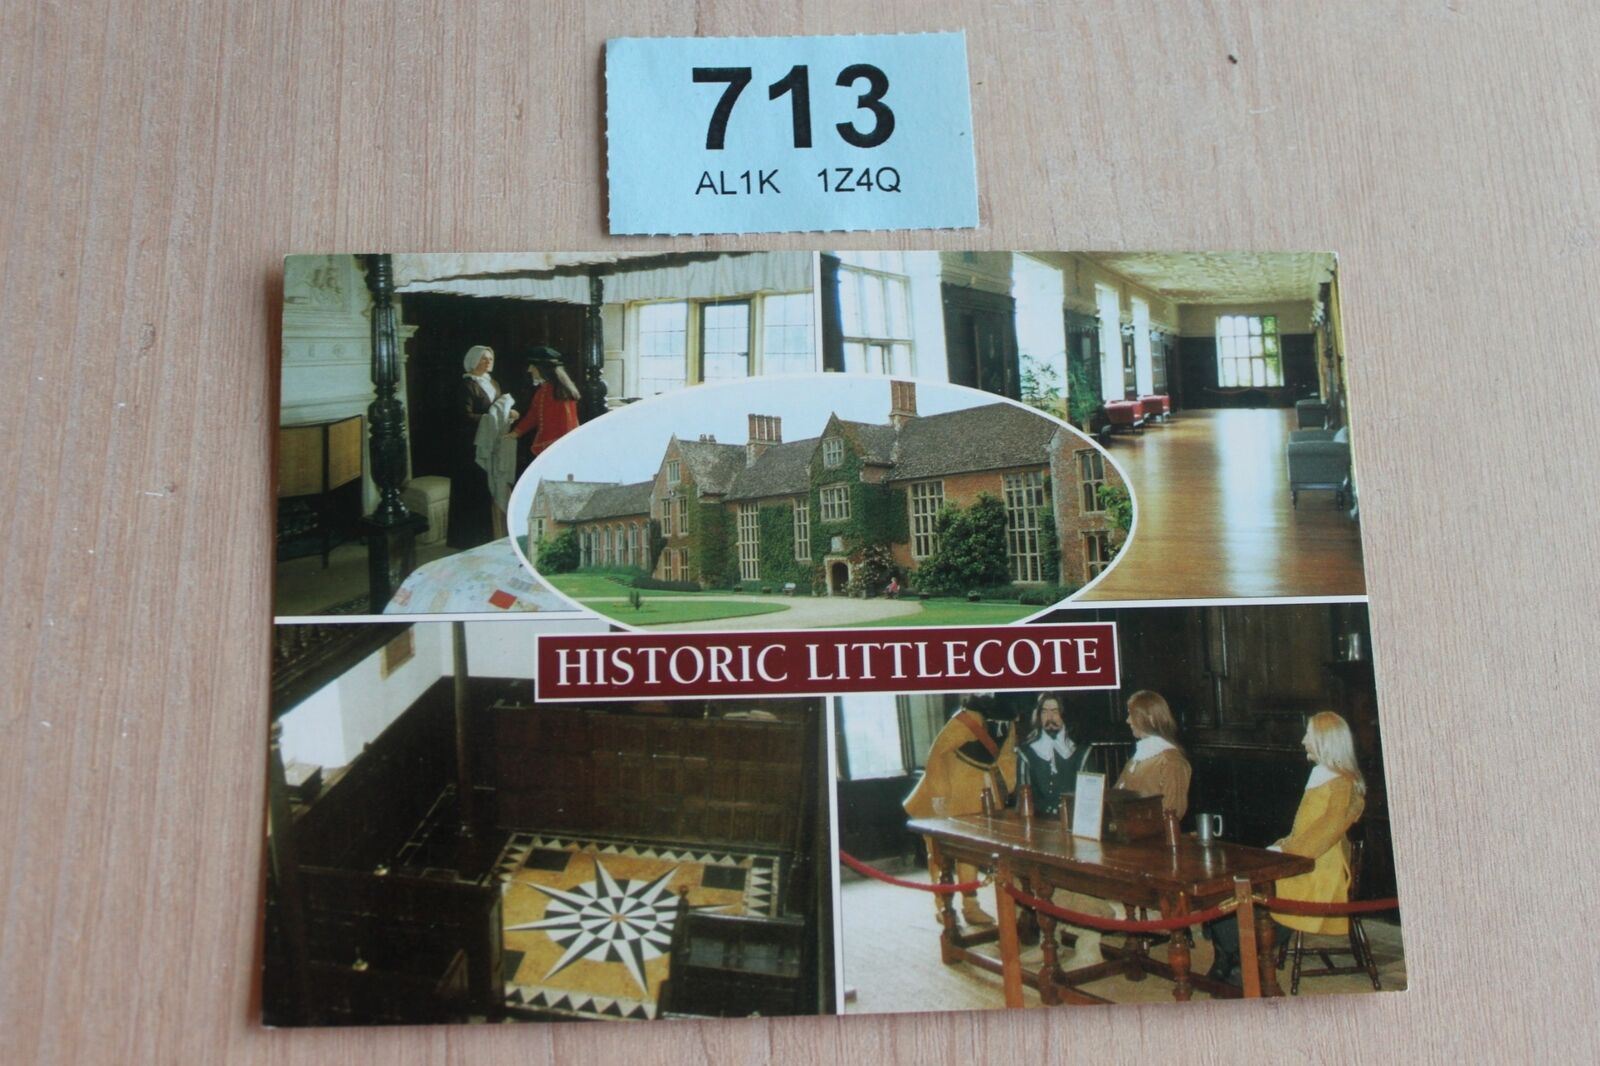 713
AL1K 1Z4Q
HISTORIC LITTLECOTE